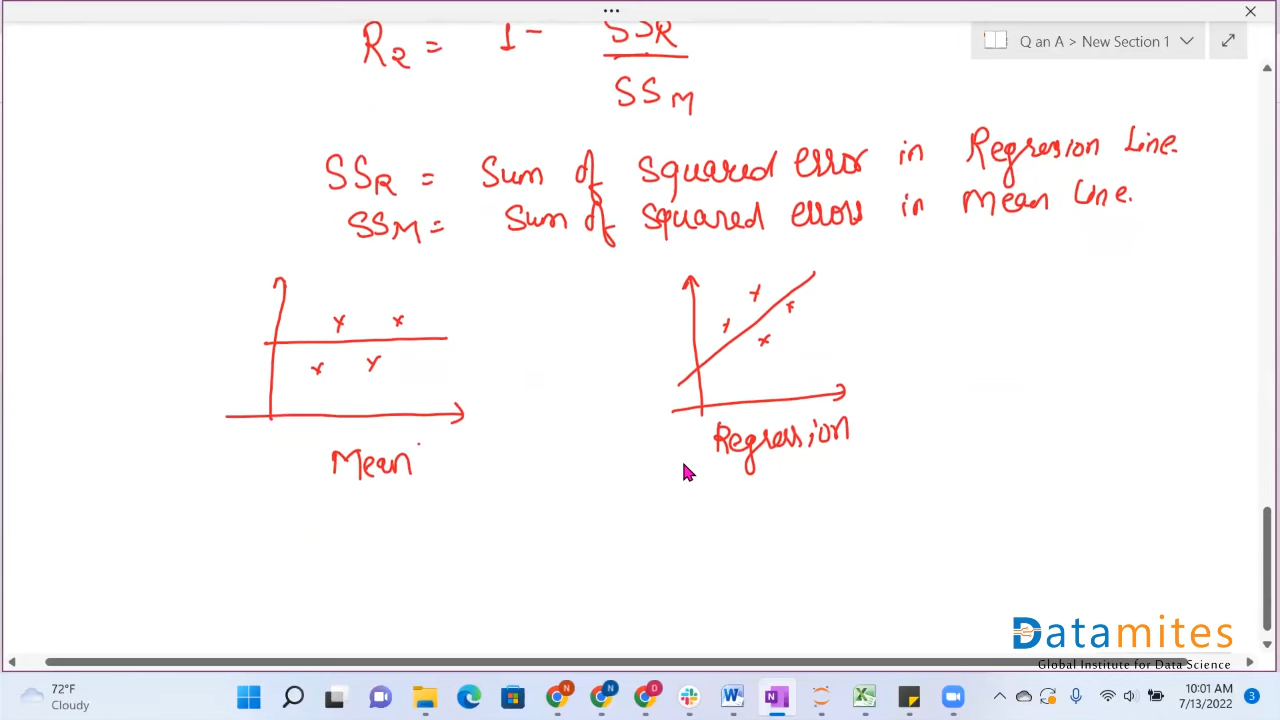 Q an A > New Section 1
R2 = 1 - SSR
SSM
SSR = Sum of squared error in Regresion Line.
SSM = Sum of squared errors in Mean Line.
Mean
Regression
Datamites
Global Institute for Data Science
72°F
Cloudy
10:01 AM
7/13/2022
3
N
N
D
W
N